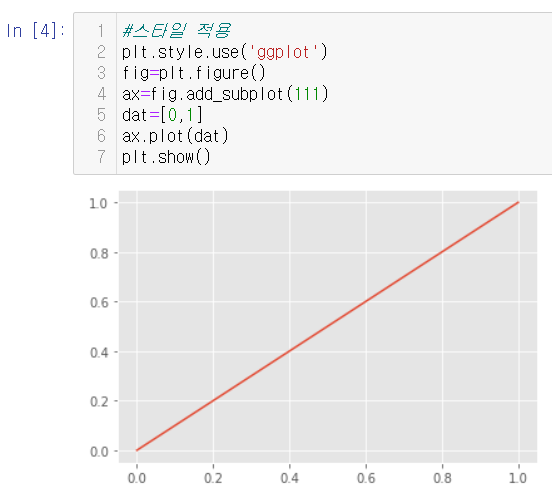 In [4]:
1 #스타일 적용
2 plt.style.use('ggplot')
3 fig=plt.figure()
4 ax=fig.add_subplot(111)
5 dat=[0,1]
6 ax.plot(dat)
7 plt.show()
1.0
0.8
0.6
0.4
0.2
0.0
0.0 0.2 0.4 0.6 0.8 1.0